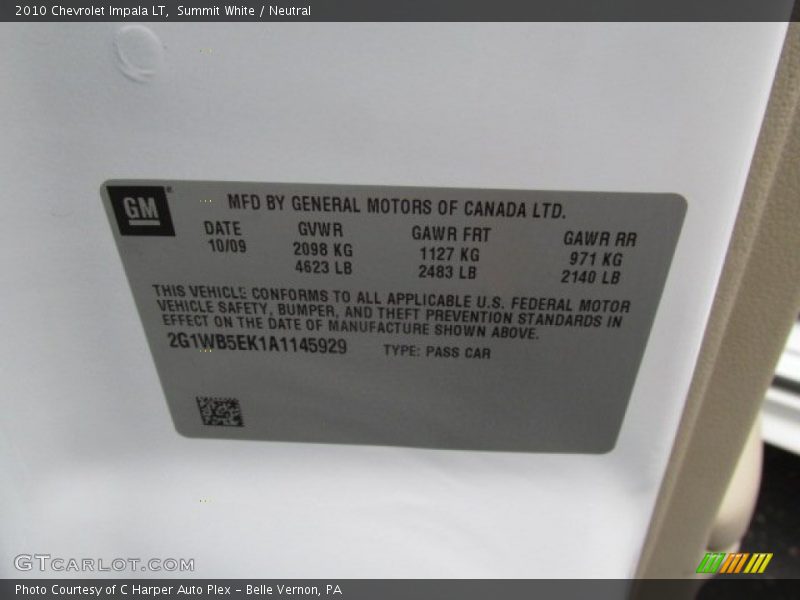 2010 Chevrolet Impala LT,  Summit White / Neutral
GM
MFD BY GENERAL MOTORS OF CANADA LTD.
DATE GVWR GAWR FRT GAWR RR
10/09 2098 KG 1127 KG 971 KG
4623 LB 2483 LB 2140 LB
THIS VEHICLE CONFORMS TO ALL APPLICABLE U.S. FEDERAL MOTOR
VEHICLE SAFETY, BUMPER, AND THEFT PREVENTION STANDARDS IN
EFFECT ON THE DATE OF MANUFACTURE SHOWN ABOVE.
2G1WB5EK1A1145929 TYPE: PASS CAR
GTCARLOT.COM
Photo Courtesy of C Harper Auto Plex - Belle Vernon, PA